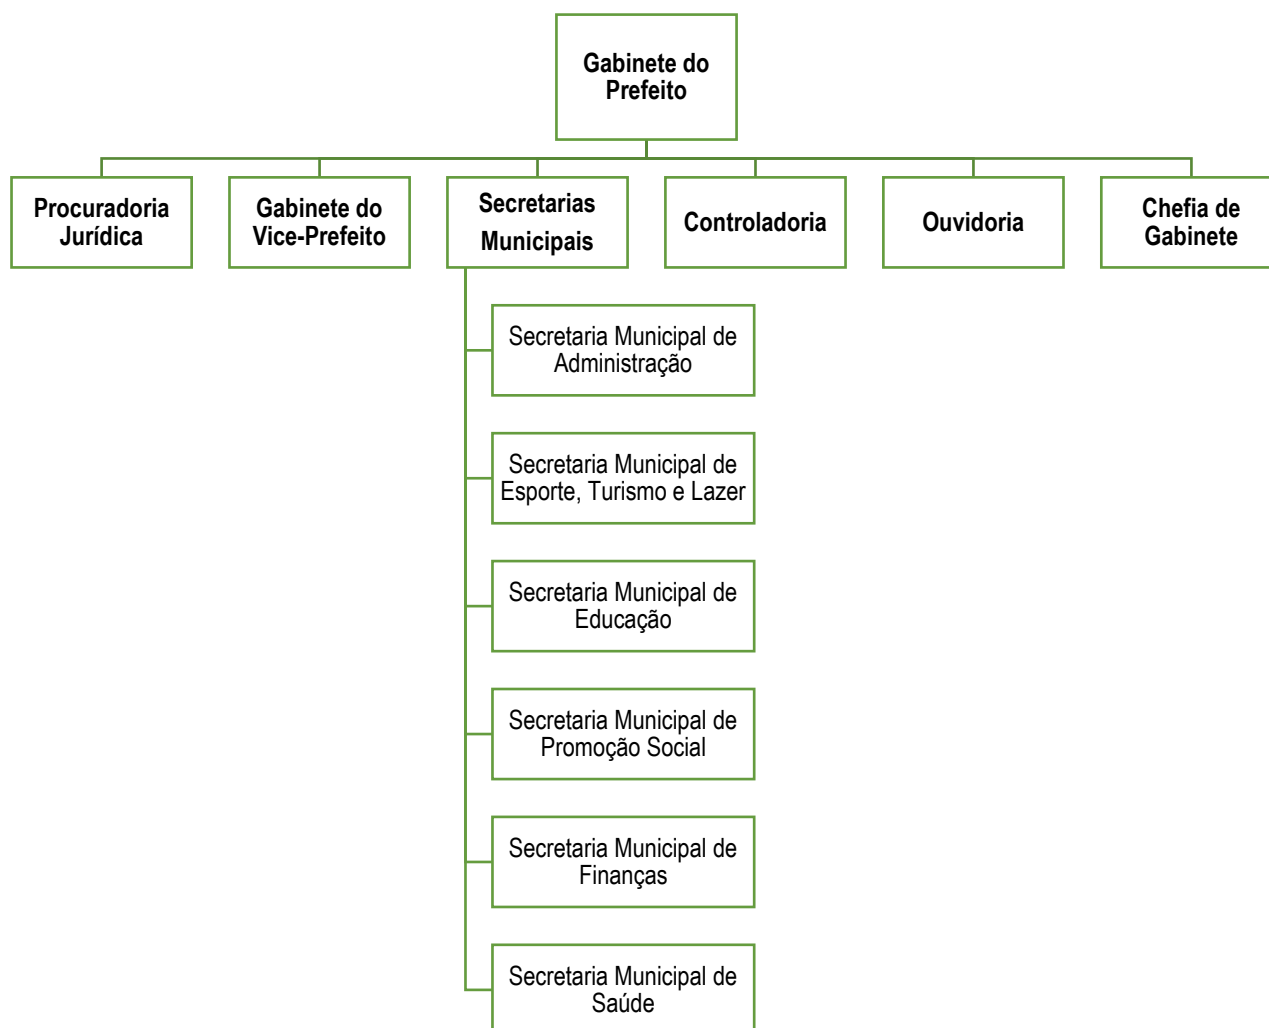 Gabinete do
Prefeito
Procuradoria
Jurídica
Gabinete do
Vice-Prefeito
Secretarias
Municipais
Controladoria
Ouvidoria
Chefia de
Gabinete
Secretaria Municipal de
Administração
Secretaria Municipal de
Esporte, Turismo e Lazer
Secretaria Municipal de
Educação
Secretaria Municipal de
Promoção Social
Secretaria Municipal de
Finanças
Secretaria Municipal de
Saúde